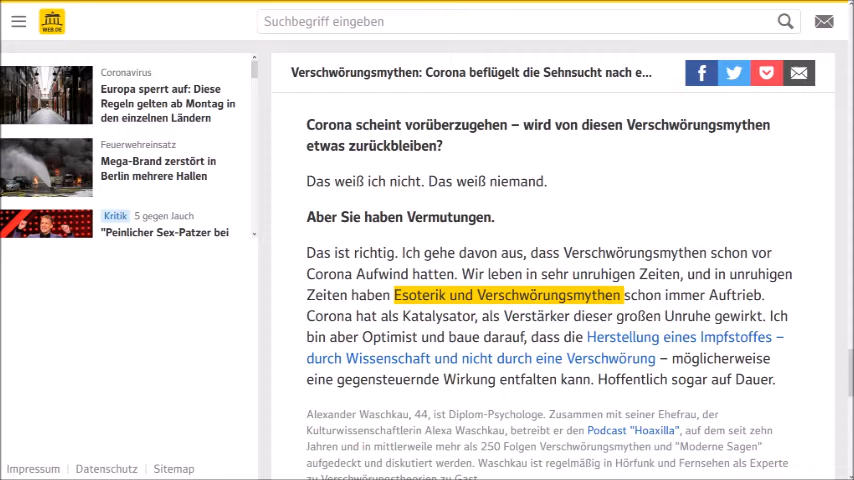 WEB.DE
Suchbegriff eingeben
Coronavirus
Europa sperrt auf: Diese
Regeln gelten ab Montag in
den einzelnen Ländern
Feuerwehreinsatz
Mega-Brand zerstört in
Berlin mehrere Hallen
Kritik 5 gegen Jauch
"Peinlicher Sex-Patzer bei
Impressum | Datenschutz | Sitemap
Verschwörungsmythen: Corona beflügelt die Sehnsucht nach e...
Corona scheint vorüberzugehen – wird von diesen Verschwörungsmythen
etwas zurückbleiben?
Das weiß ich nicht. Das weiß niemand.
Aber Sie haben Vermutungen.
Das ist richtig. Ich gehe davon aus, dass Verschwörungsmythen schon vor
Corona Aufwind hatten. Wir leben in sehr unruhigen Zeiten, und in unruhigen
Zeiten haben Esoterik und Verschwörungsmythen schon immer Auftrieb.
Corona hat als Katalysator, als Verstärker dieser großen Unruhe gewirkt. Ich
bin aber Optimist und baue darauf, dass die Herstellung eines Impfstoffes –
durch Wissenschaft und nicht durch eine Verschwörung – möglicherweise
eine gegensteuernde Wirkung entfalten kann. Hoffentlich sogar auf Dauer.
Alexander Waschkau, 44, ist Diplom-Psychologe. Zusammen mit seiner Ehefrau, der
Kulturwissenschaftlerin Alexa Waschkau, betreibt er den Podcast "Hoaxilla", auf dem seit zehn
Jahren und in mittlerweile mehr als 250 Folgen Verschwörungsmythen und "Moderne Sagen"
aufgedeckt und diskutiert werden. Waschkau ist regelmäßig in Hörfunk und Fernsehen als Experte
zu Verschwörungstheorien zu Gast.